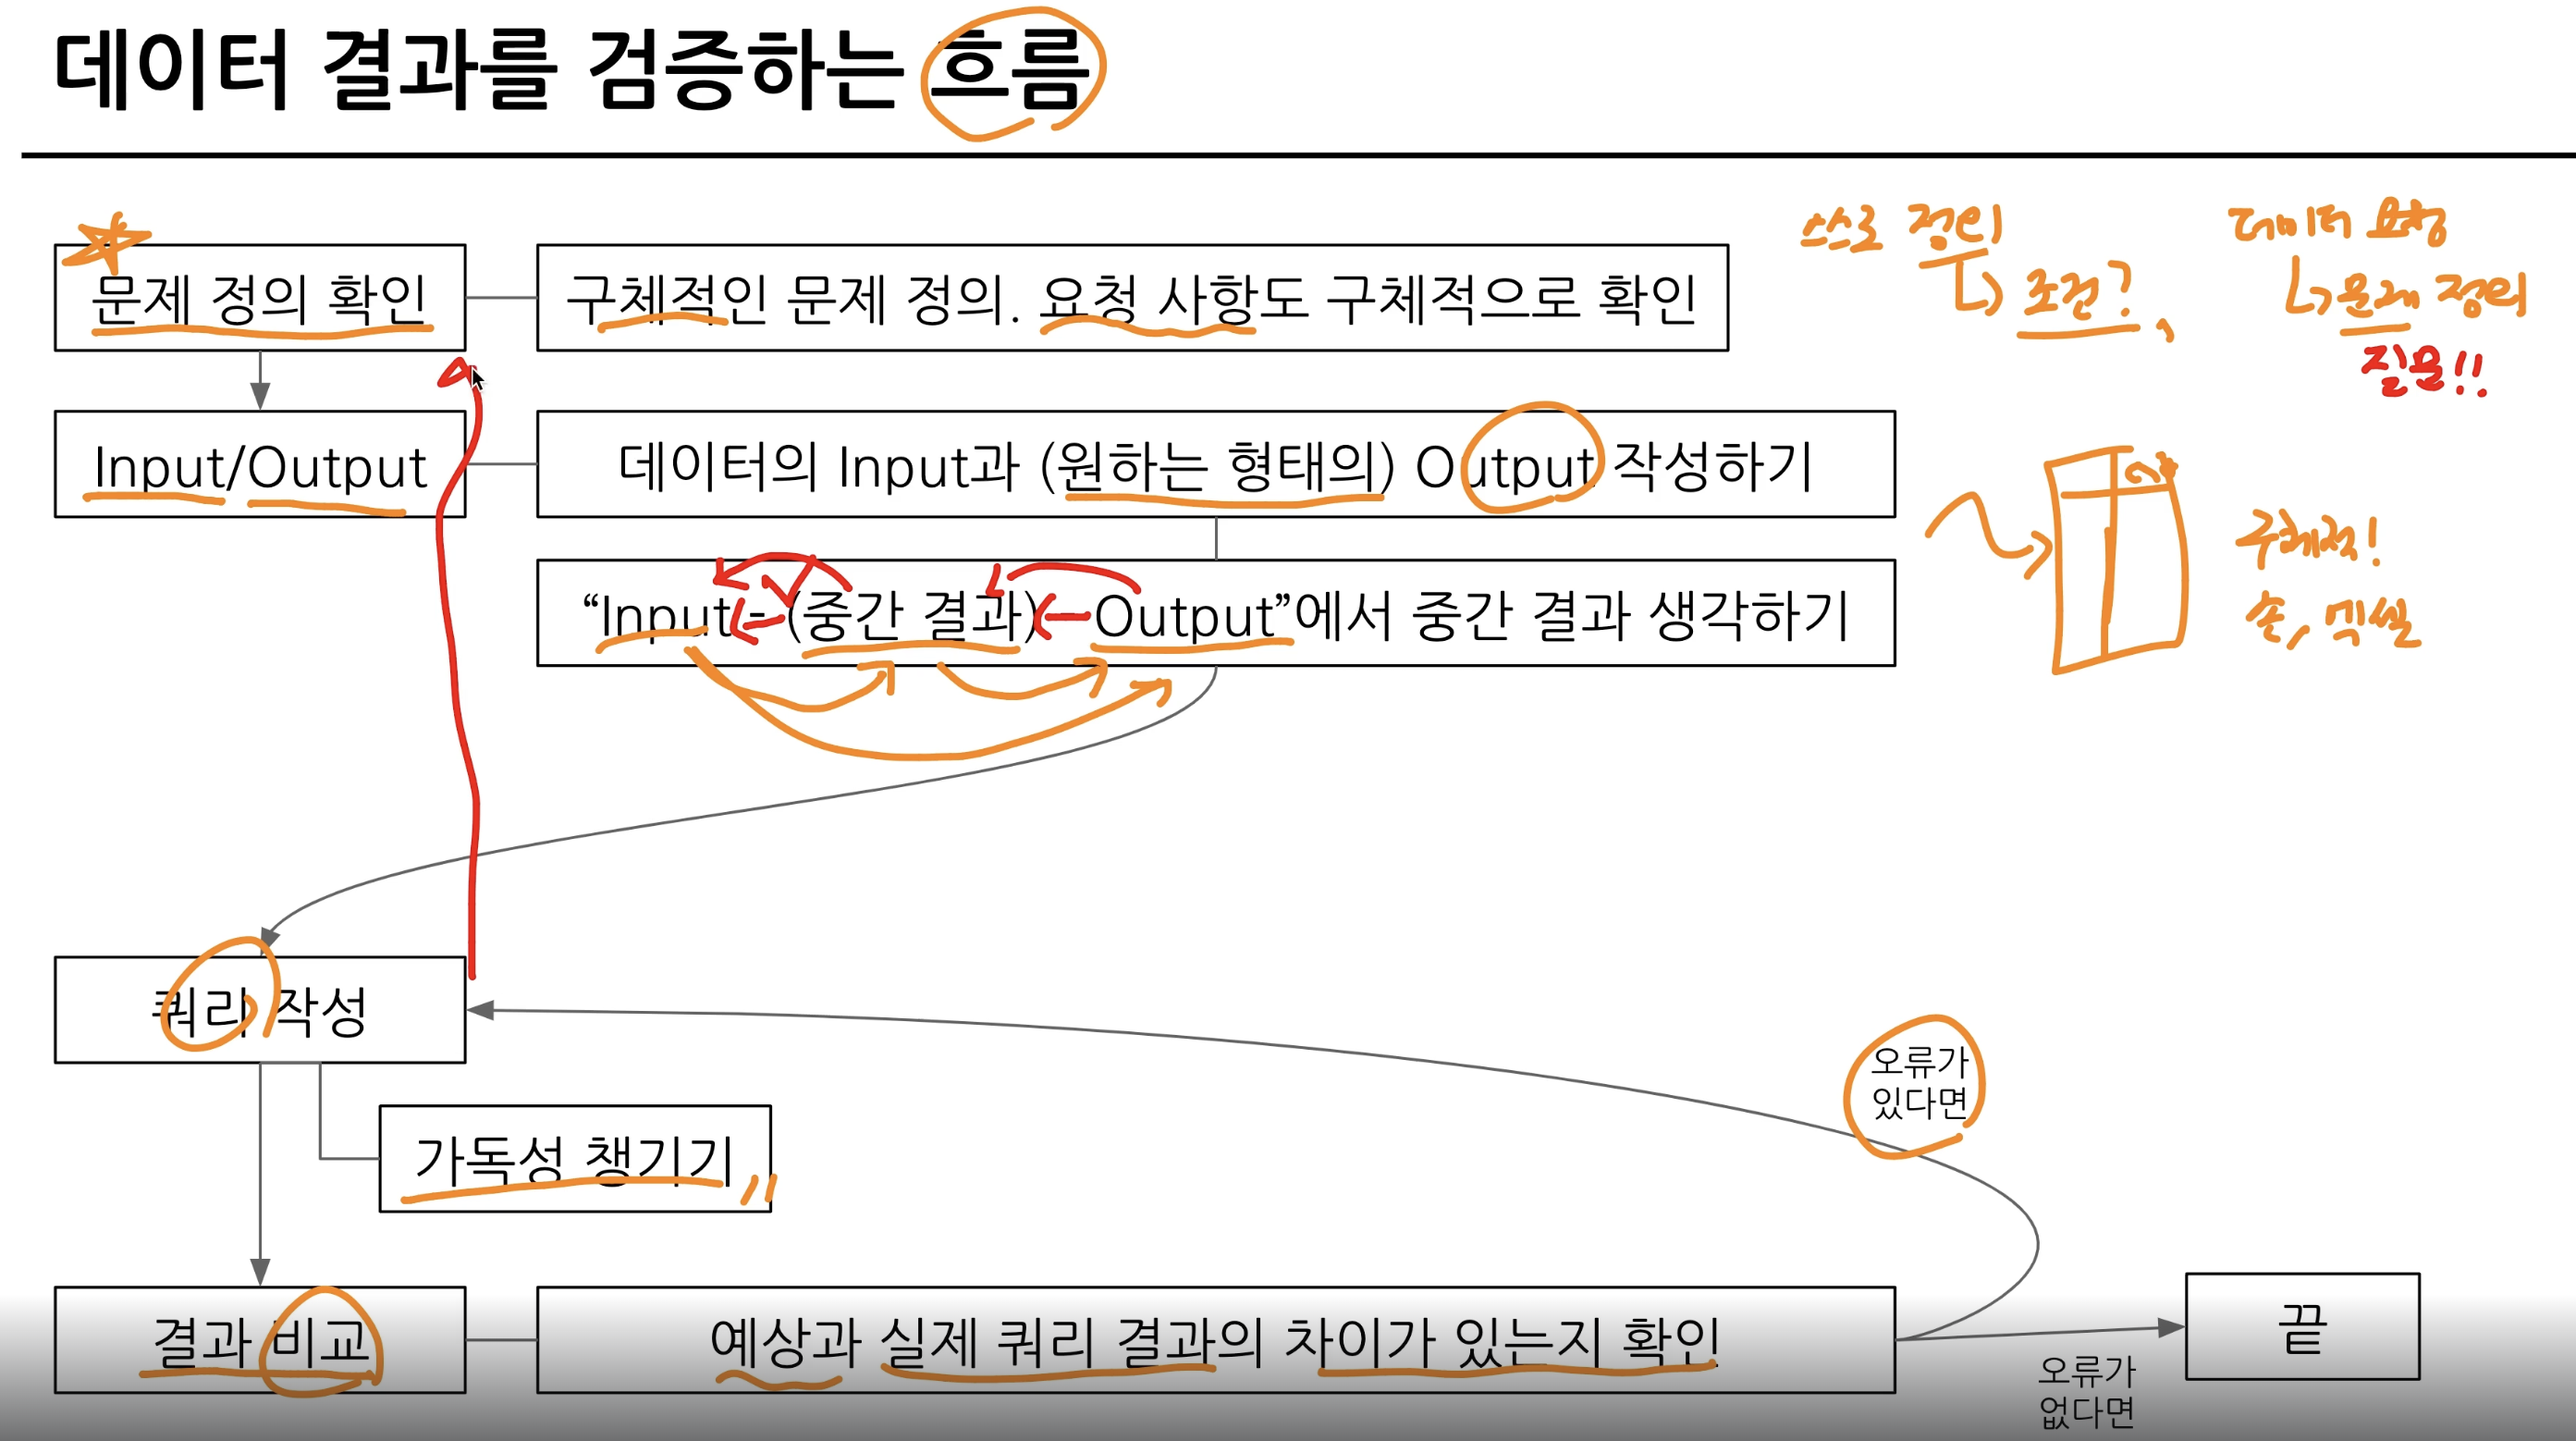 데이터 결과를 검증하는 흐름
스스로 정리
↳ 조건?
데이터 요청
↳ 문제 정의
질문!!
문제 정의 확인
구체적인 문제 정의. 요청 사항도 구체적으로 확인
Input/Output
데이터의 Input과 (원하는 형태의) Output 작성하기
구체적!
손, 엑셀
“Input - (중간 결과) - Output”에서 중간 결과 생각하기
쿼리 작성
오류가
있다면
가독성 챙기기
결과 비교
예상과 실제 쿼리 결과의 차이가 있는지 확인
끝
오류가
없다면